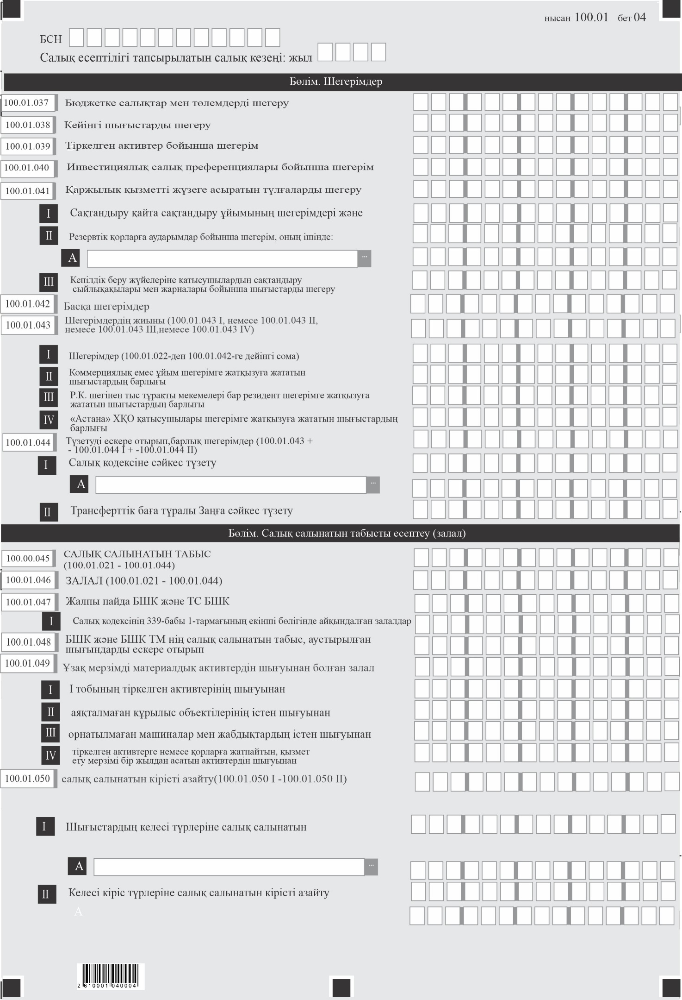 нысан 100.01 бет 04
БСН
Салық есептілігі тапсырылатын салық кезеңі: жыл
Бөлім. Шегерімдер
100.01.037 Бюджетке салықтар мен төлемдерді шегеру
100.01.038 Кейінгі шығыстарды шегеру
100.01.039 Тіркелген активтер бойынша шегерім
100.01.040 Инвестициялық салық преференциялары бойынша шегерім
100.01.041 Қаржылық қызметті жүзеге асыратын тұлғаларды шегеру
I Сақтандыру қайта сақтандыру ұйымының шегерімдері және
II Резервтік қорларға аударымдар бойынша шегерім, оның ішінде:
A ...
III Кепілдік беру жүйелеріне қатысушылардың сақтандыру
сыйлықақылары мен жарналары бойынша шығыстарды шегеру
100.01.042 Басқа шегерімдер
100.01.043 Шегерімдердің жиыны (100.01.043 I, немесе 100.01.043 II,
немесе 100.01.043 III,немесе 100.01.043 IV)
I Шегерімдер (100.01.022-ден 100.01.042-ге дейінгі сома)
II Коммерциялық емес ұйым шегерімге жатқызуға жататын
шығыстардың барлығы
III Р.К. шегінен тыс тұрақты мекемелері бар резидент шегерімге жатқызуға
жататын шығыстардың барлығы
IV «Астана» ХҚО қатысушылары шегерімге жатқызуға жататын шығыстардың
барлығы
100.01.044 Түзетуді ескере отырып,барлық шегерімдер (100.01.043 +
- 100.01.044 I + -100.01.044 II)
I Салық кодексіне сәйкес түзету
A ...
II Трансферттік баға туралы Заңға сәйкес түзету
Бөлім. Салық салынатын табысты есептеу (залал)
100.00.045 САЛЫҚ САЛЫНАТЫН ТАБЫС
(100.01.021 - 100.01.044)
100.01.046 ЗАЛАЛ (100.01.021 - 100.01.044)
100.01.047 Жалпы пайда БШК және ТС БШК
I Салық кодексінің 339-бабы 1-тармағының екінші бөлігінде айқындалған залалдар
100.01.048 БШК және БШК ТМ нің салық салынатын табыс, аустырылған
шығындарды ескере отырып
100.01.049 Ұзақ мерзімді материалдық активтердін шығуынан болған залал
I I тобының тіркелген активтерінің шығуынан
II аяқталмаған құрылыс объектілерінің істен шығуынан
III орнатылмаған машиналар мен жабдықтардың істен шығуынан
IV тіркелген активтерге немесе қорларға жатпайтын, қызмет
ету мерзімі бір жылдан асатын активтердін шығуынан
100.01.050 салық салынатын кірісті азайту(100.01.050 I -100.01.050 II)
I Шығыстардың келесі түрлеріне салық салынатын
A ...
II Келесі кіріс түрлеріне салық салынатын кірісті азайту
A
2 610001 040004